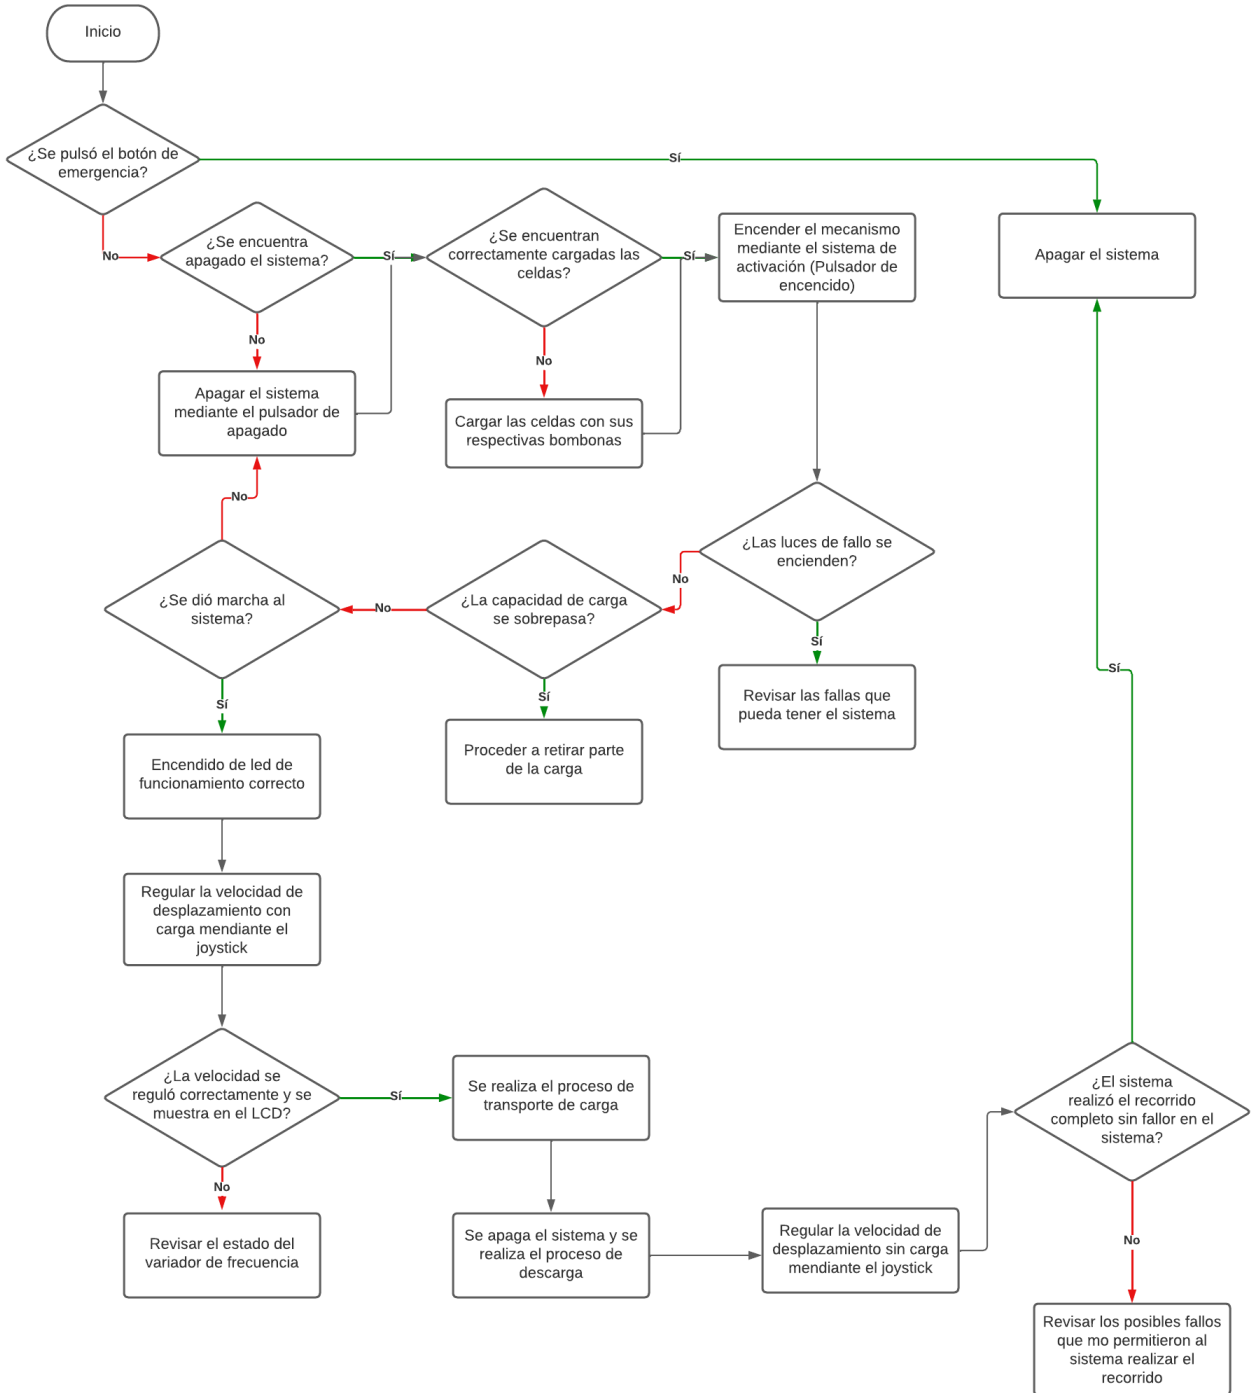 Inicio
¿Se pulsó el botón de
emergencia?
Sí
No
¿Se encuentra
apagado el sistema?
Sí
¿Se encuentran
correctamente cargadas las
celdas?
Sí
Encender el mecanismo
mediante el sistema de
activación (Pulsador de
encencido)
Apagar el sistema
No
Apagar el sistema
mediante el pulsador de
apagado
No
Cargar las celdas con sus
respectivas bombonas
No
¿Las luces de fallo se
encienden?
No
¿La capacidad de carga
se sobrepasa?
No
¿Se dió marcha al
sistema?
Sí
Revisar las fallas que
pueda tener el sistema
Sí
Proceder a retirar parte
de la carga
Sí
Encendido de led de
funcionamiento correcto
Sí
Regular la velocidad de
desplazamiento con
carga mendiante el
joystick
¿La velocidad se
reguló correctamente y se
muestra en el LCD?
Sí
Se realiza el proceso de
transporte de carga
¿El sistema
realizó el recorrido
completo sin fallor en el
sistema?
No
Revisar el estado del
variador de frecuencia
Se apaga el sistema y se
realiza el proceso de
descarga
Regular la velocidad de
desplazamiento sin carga
mendiante el joystick
No
Revisar los posibles fallos
que mo permitieron al
sistema realizar el
recorrido